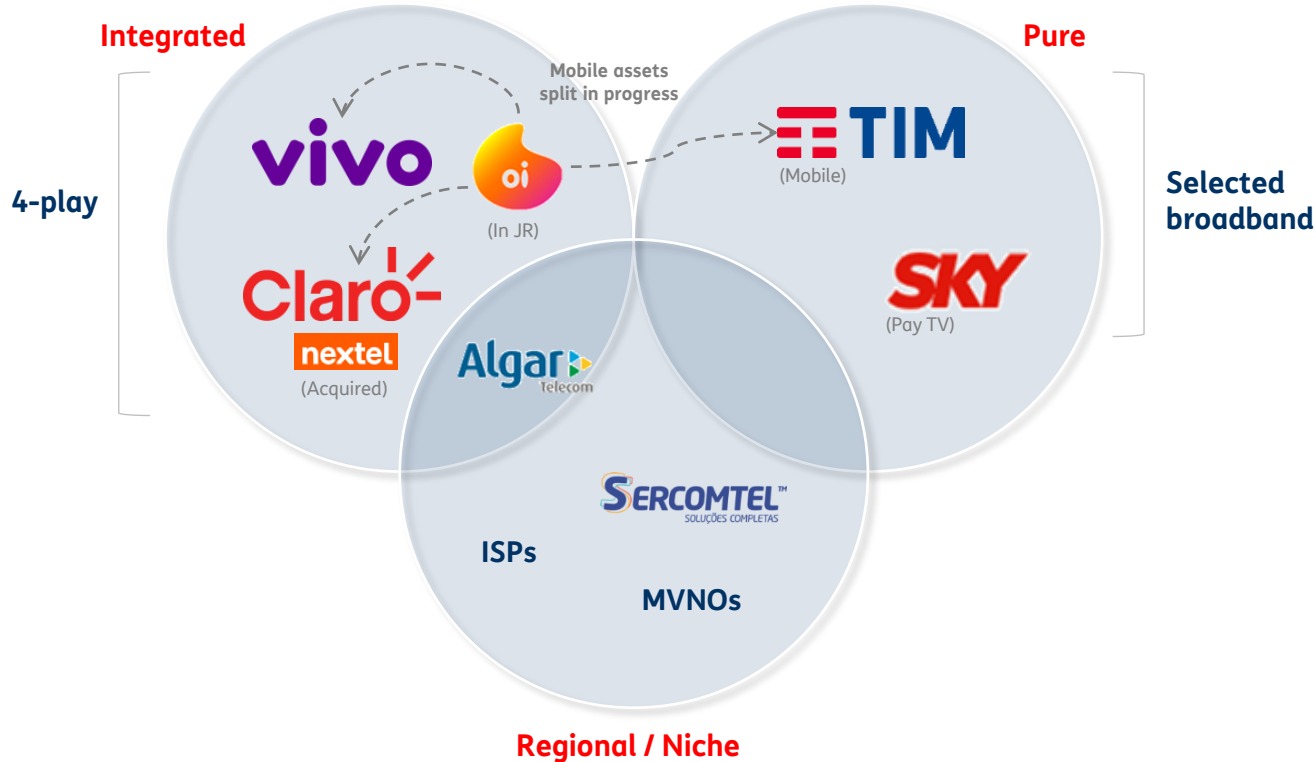 Integrated
Pure
Mobile assets
split in progress
vivo
oi
TIM
(Mobile)
4-play
Selected
broadband
(In JR)
Claro
SKY
(Pay TV)
nextel
(Acquired)
Algar
Telecom
SERCOMTEL™
SOLUÇÕES COMPLETAS
ISPs
MVNOs
Regional / Niche